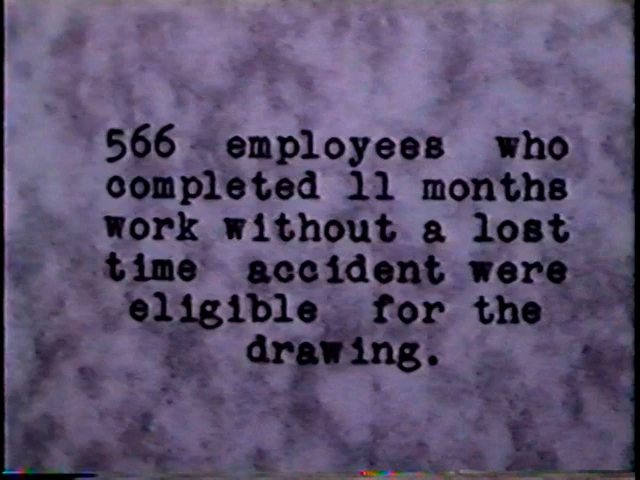 566 employees who
completed 11 months
work without a lost
time accident were
eligible for the
drawing.